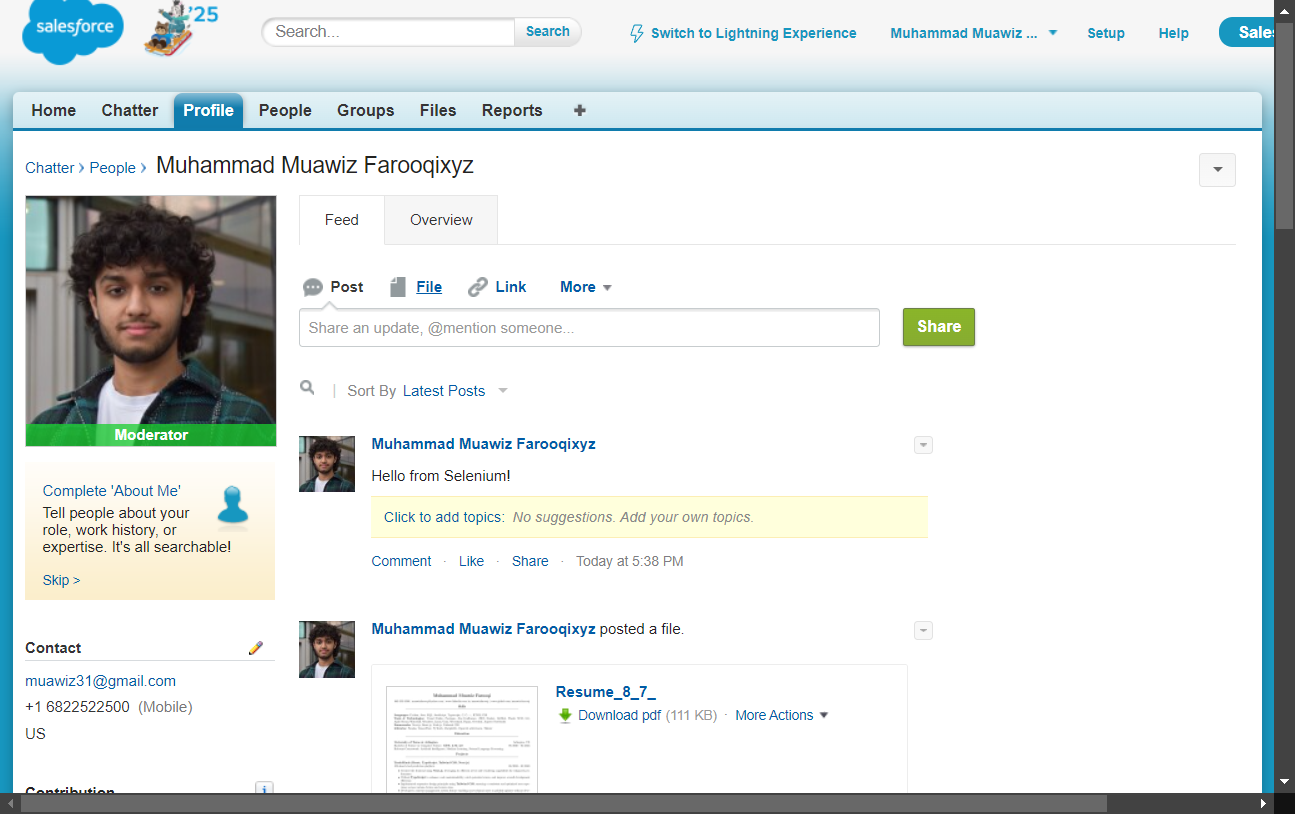 salesforce
'25
Search...
Search
Switch to Lightning Experience
Muhammad Muawiz ...
Setup
Help
Sales
Home
Chatter
Profile
People
Groups
Files
Reports
+
Chatter › People › Muhammad Muawiz Farooqixyz
Moderator
Feed
Overview
Post
File
Link
More
Share an update, @mention someone...
Share
| Sort By Latest Posts
Muhammad Muawiz Farooqixyz
Hello from Selenium!
Click to add topics: No suggestions. Add your own topics.
Comment · Like · Share · Today at 5:38 PM
Complete 'About Me'
Tell people about your
role, work history, or
expertise. It's all searchable!
Skip >
Contact
muawiz31@gmail.com
+1 6822522500 (Mobile)
US
Contribution
i
Muhammad Muawiz Farooqixyz posted a file.
Resume_8_7_
Download pdf (111 KB) · More Actions